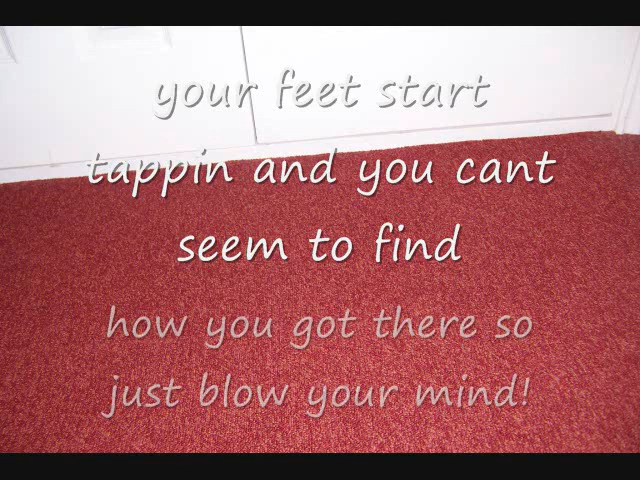 your feet start
tappin and you cant
seem to find
how you got there so
just blow your mind!